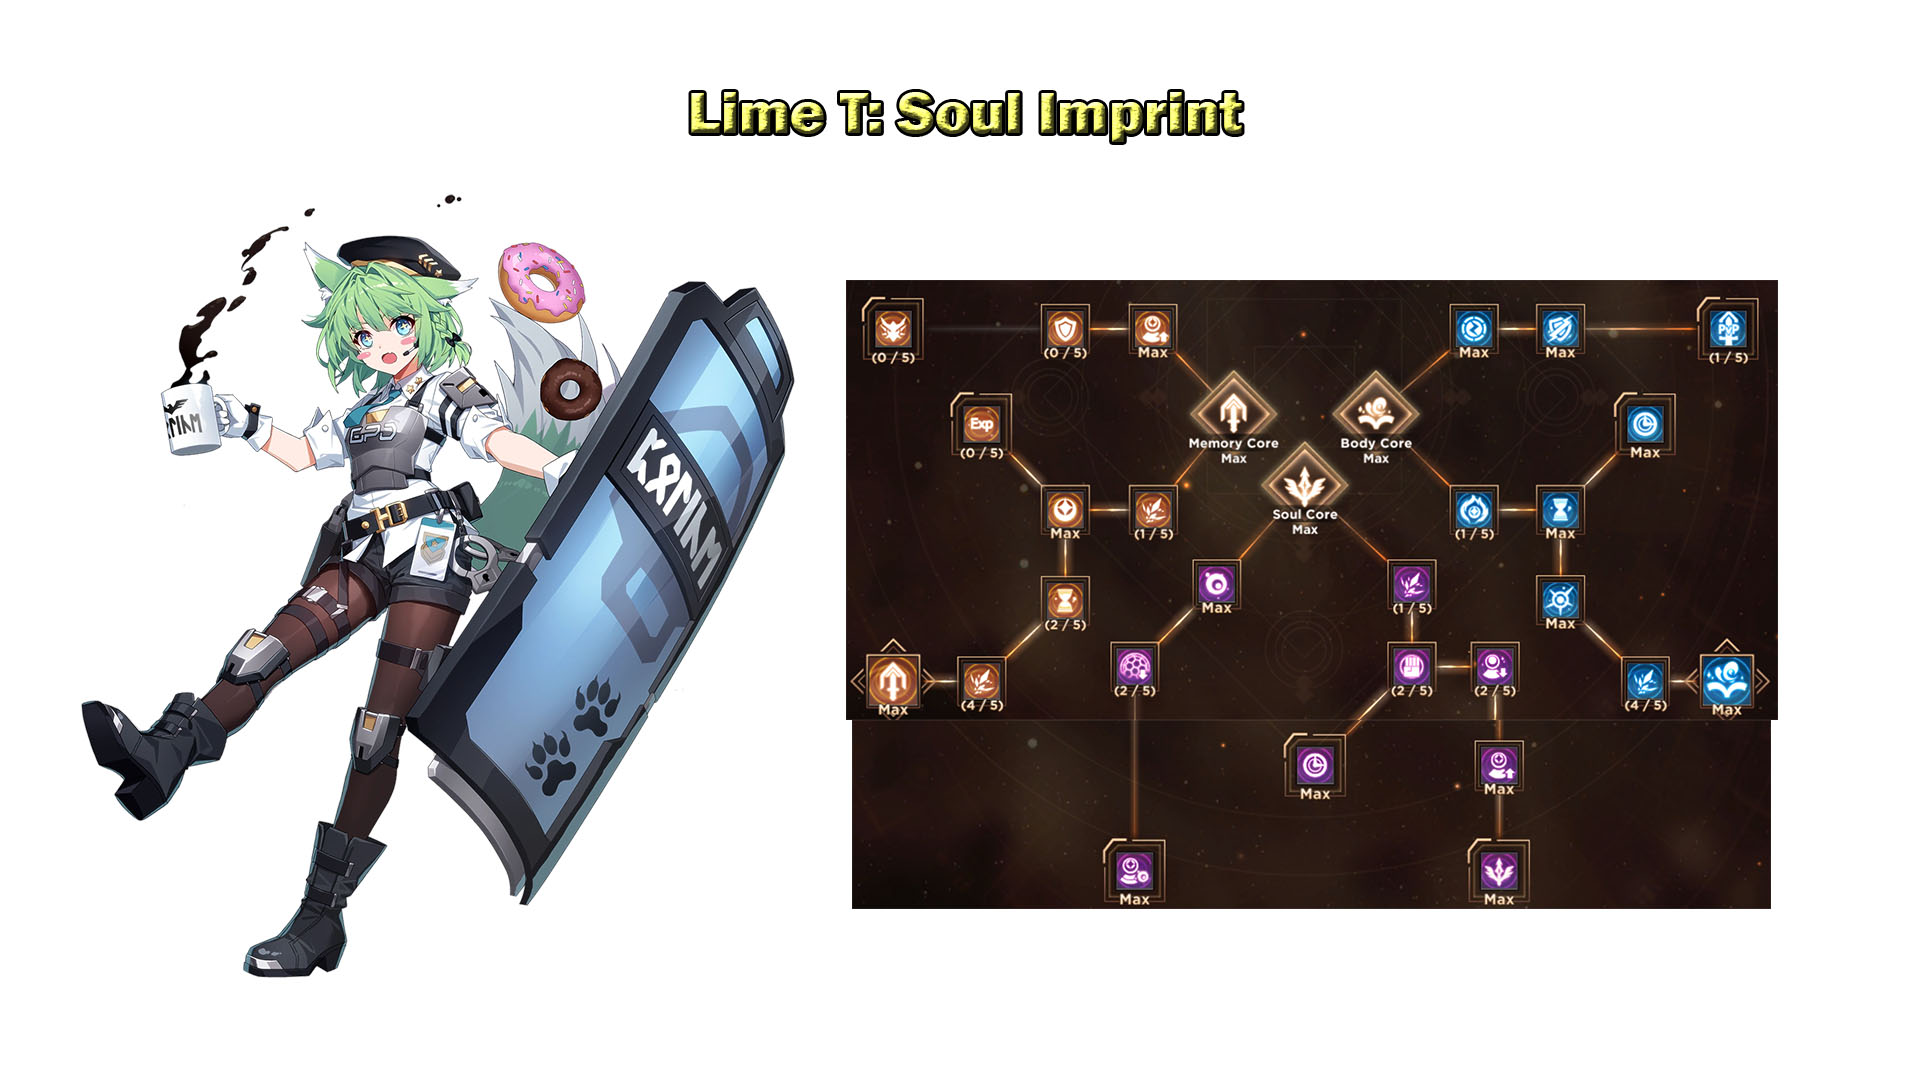 Lime T: Soul Imprint
(0 / 5)
(0 / 5)
Max
Max
Max
PVP
(1 / 5)
Exp
(0 / 5)
Memory Core
Max
Body Core
Max
Max
Soul Core
Max
Max
(1 / 5)
(1 / 5)
Max
(2 / 5)
Max
(1 / 5)
Max
Max
(4 / 5)
(2 / 5)
(2 / 5)
(2 / 5)
(4 / 5)
Max
Max
Max
Max
Max
GPD